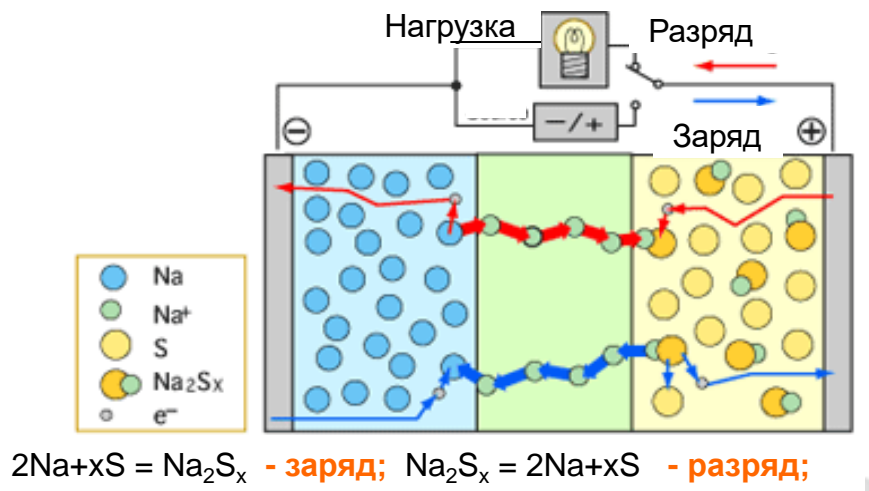 Нагрузка
Разряд
−/+
Заряд
⊖
⊕
Na
Na⁺
S
Na₂Sₓ
e⁻
2Na+xS = Na₂Sₓ - заряд; Na₂Sₓ = 2Na+xS - разряд;